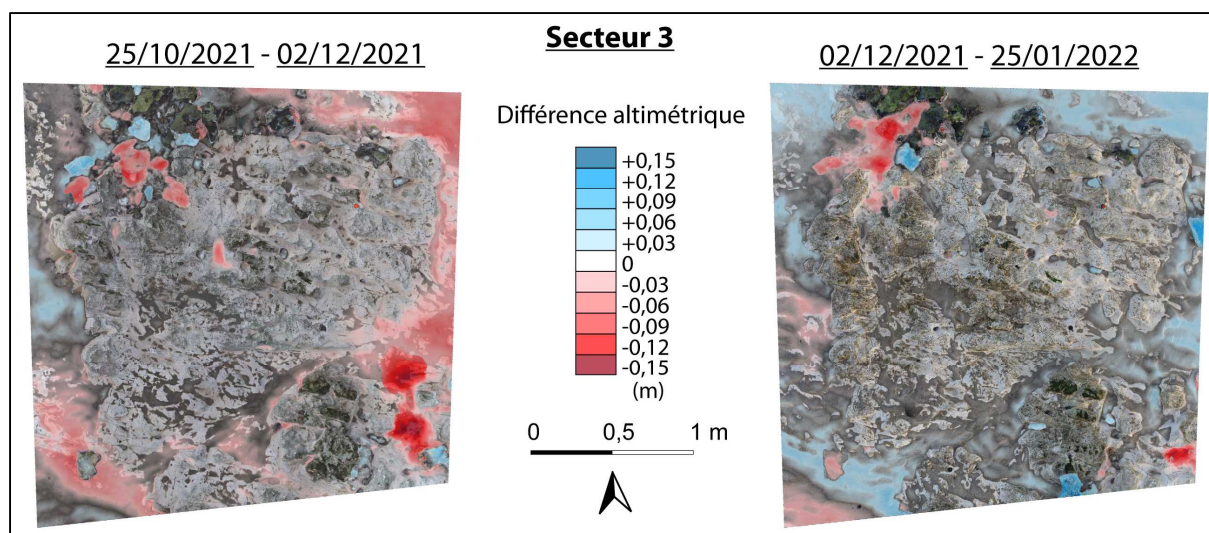 Secteur 3
25/10/2021 - 02/12/2021
02/12/2021 - 25/01/2022
Différence altimétrique
+0,15
+0,12
+0,09
+0,06
+0,03
0
-0,03
-0,06
-0,09
-0,12
-0,15
(m)
0 0,5 1 m